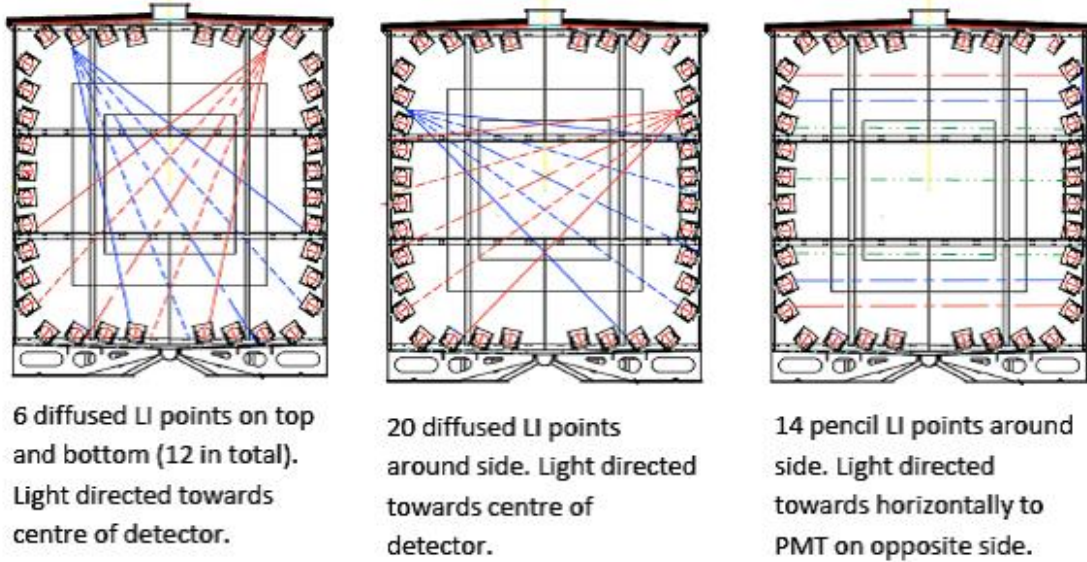 6 diffused LI points on top
and bottom (12 in total).
Light directed towards
centre of detector.
20 diffused LI points
around side. Light directed
towards centre of
detector.
14 pencil LI points around
side. Light directed
towards horizontally to
PMT on opposite side.